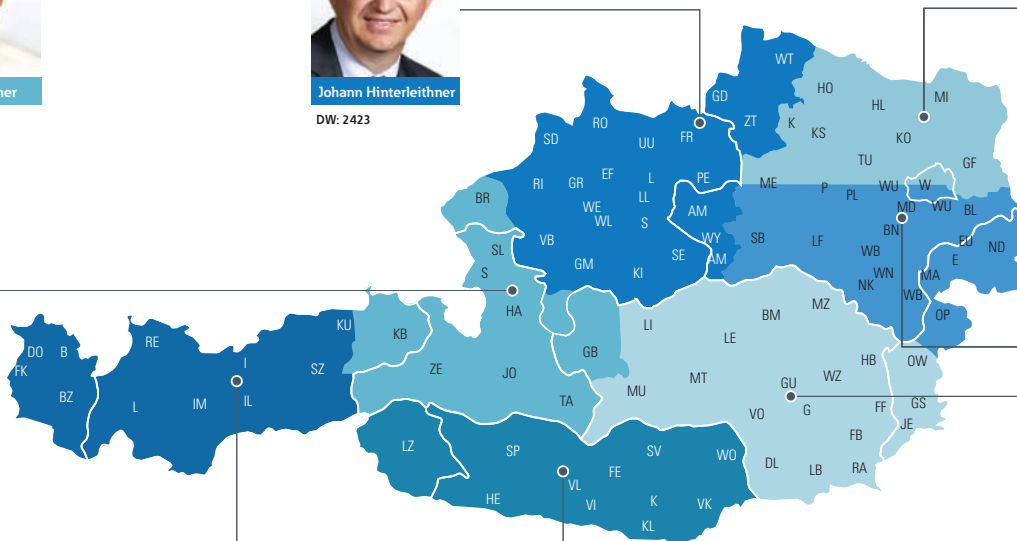 ner
Johann Hinterleithner
DW: 2423
WT
HO
MI
GD
HL
ZT
K
KS
KO
RO
SD
UU
FR
TU
GF
EF
L
PE
RI
GR
ME
P
PL
WU
W
BR
LL
WE
WL
S
AM
MD
WU
BL
BN
VB
WY
SB
LF
EU
ND
SL
SE
AM
WB
E
S
GM
KI
WN
MA
NK
WB
HA
MZ
BM
OP
KU
LI
KB
LE
RE
DO
B
GB
HB
OW
I
FK
SZ
ZE
JO
MT
WZ
GU
MU
BZ
L
IM
IL
TA
VO
G
FF
GS
JE
FB
LZ
SP
SV
WO
DL
LB
RA
FE
VL
HE
VI
K
VK
KL